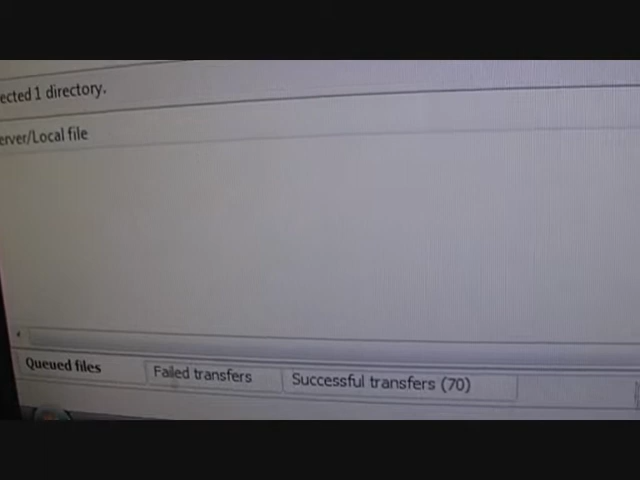 ected 1 directory.
erver/Local file
Queued files
Failed transfers
Successful transfers (70)